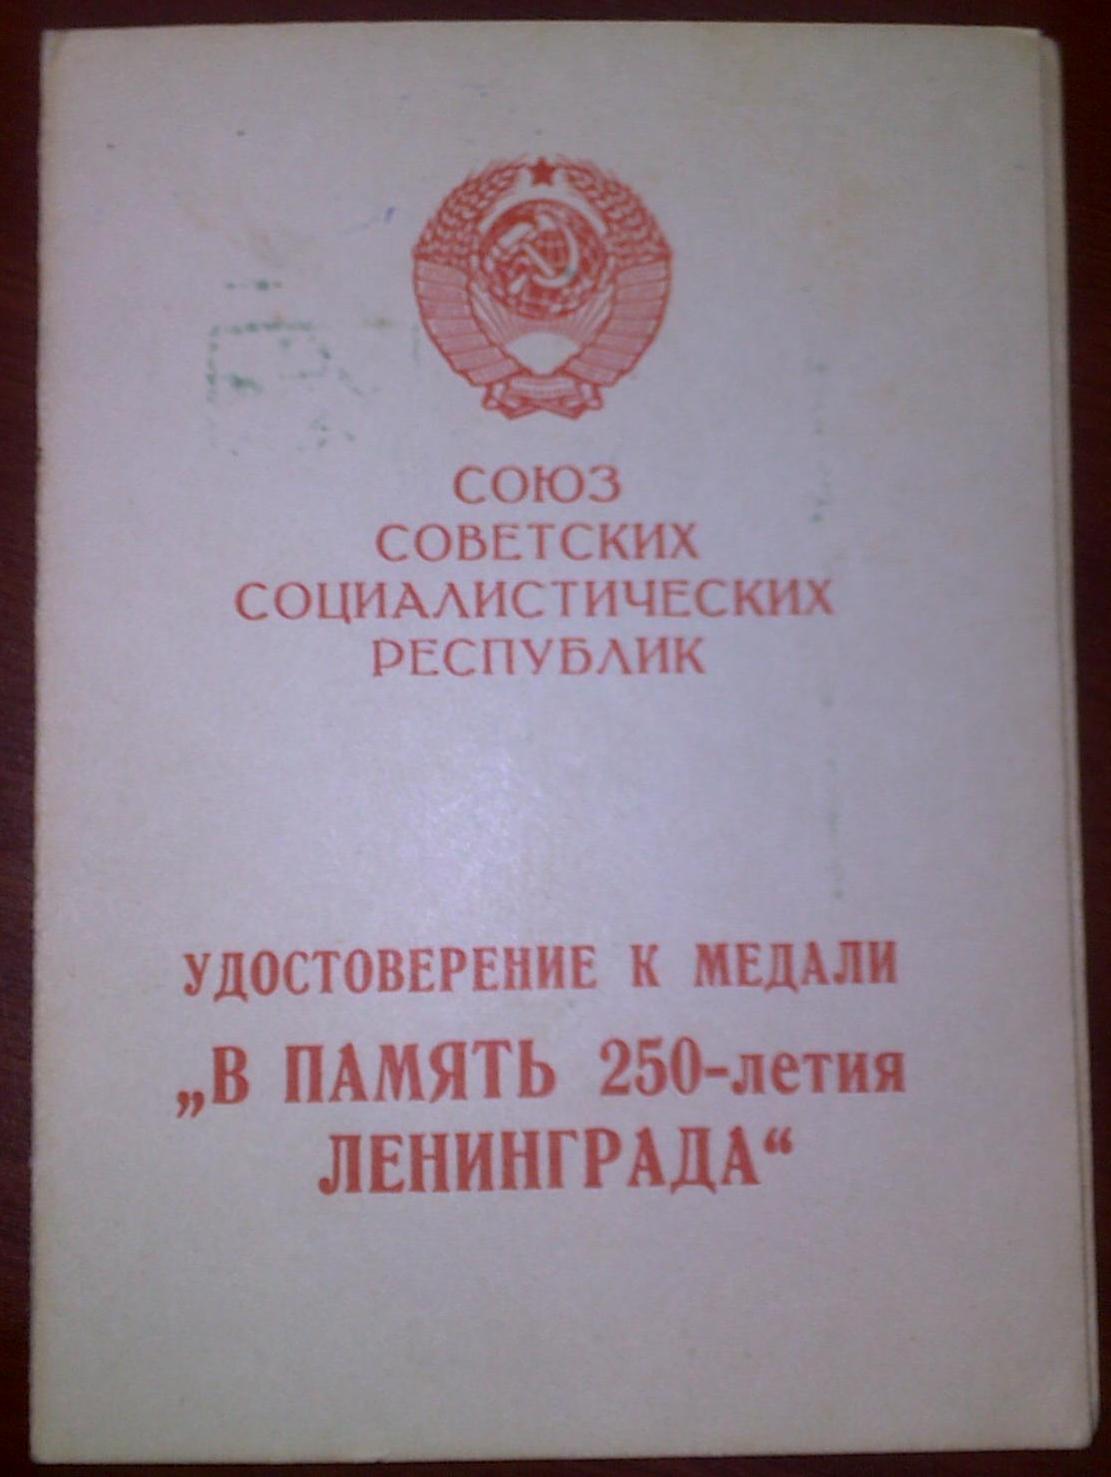 СОЮЗ
СОВЕТСКИХ
СОЦИАЛИСТИЧЕСКИХ
РЕСПУБЛИК
УДОСТОВЕРЕНИЕ К МЕДАЛИ
„В ПАМЯТЬ 250-летия
ЛЕНИНГРАДА“